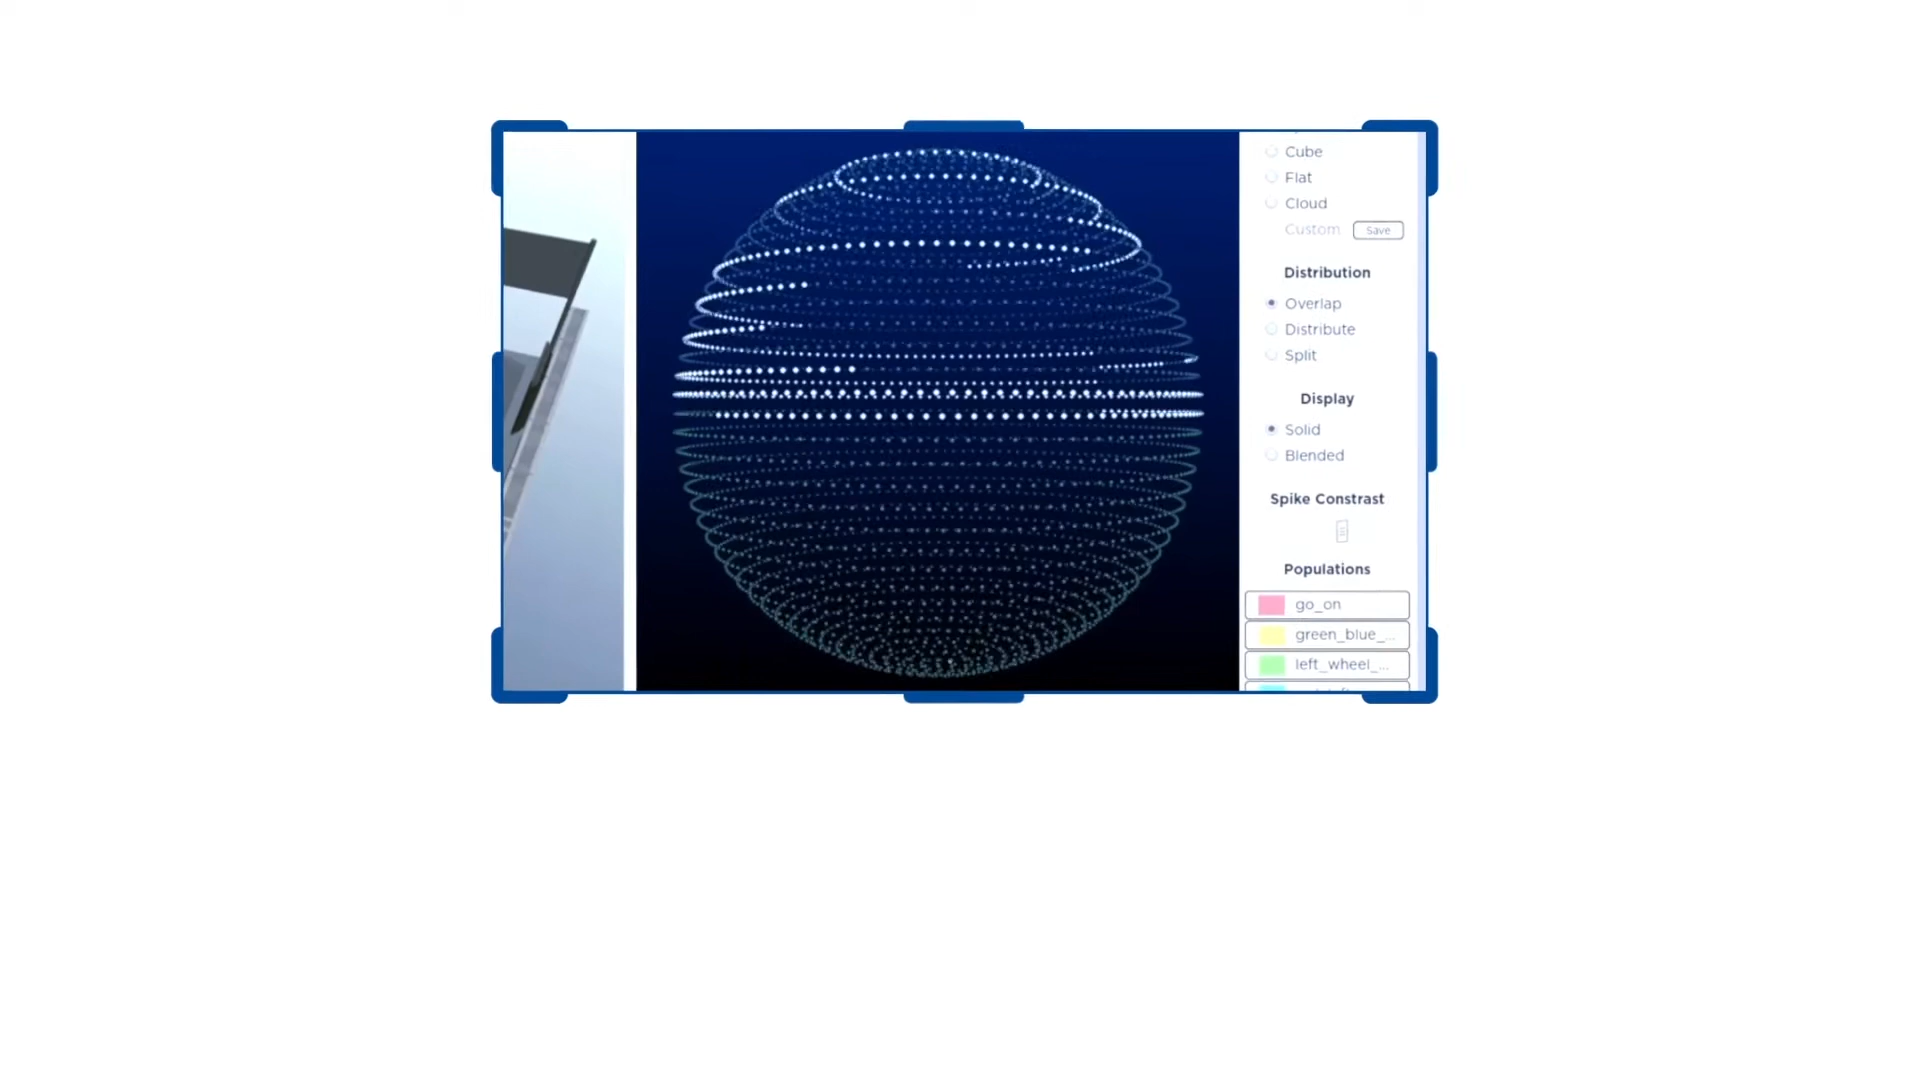 Cube
Flat
Cloud
Custom Save
Distribution
Overlap
Distribute
Split
Display
Solid
Blended
Spike Constrast
Populations
go_on
green_blue_...
left_wheel_...